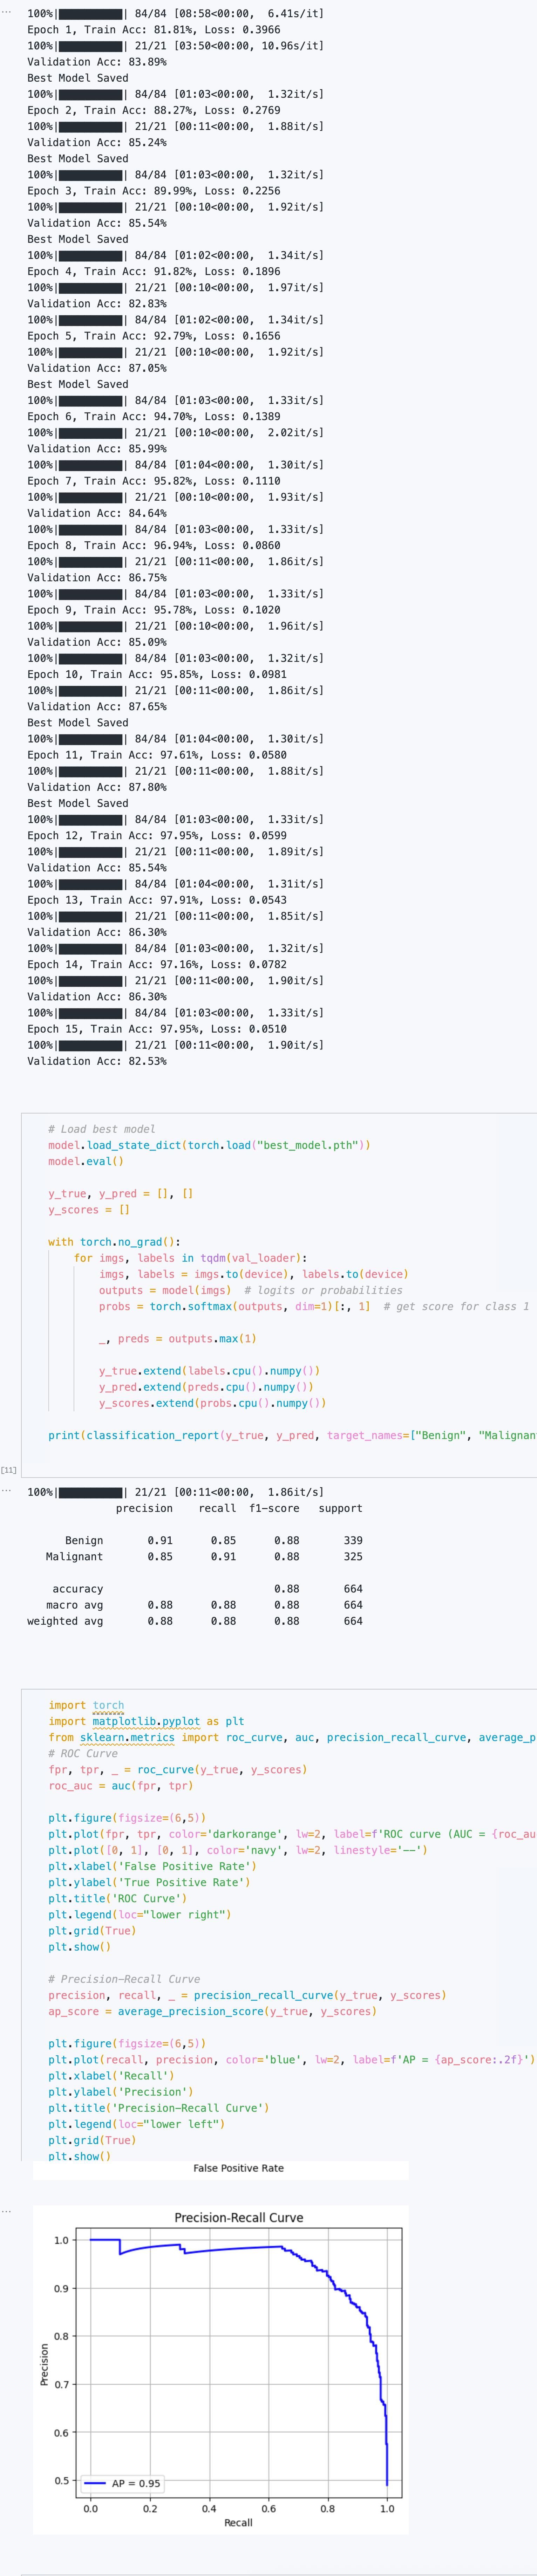 ...
100%|██████████| 84/84 [08:58<00:00,  6.41s/it]
Epoch 1, Train Acc: 81.81%, Loss: 0.3966
100%|██████████| 21/21 [03:50<00:00, 10.96s/it]
Validation Acc: 83.89%
Best Model Saved
100%|██████████| 84/84 [01:03<00:00,  1.32it/s]
Epoch 2, Train Acc: 88.27%, Loss: 0.2769
100%|██████████| 21/21 [00:11<00:00,  1.88it/s]
Validation Acc: 85.24%
Best Model Saved
100%|██████████| 84/84 [01:03<00:00,  1.32it/s]
Epoch 3, Train Acc: 89.99%, Loss: 0.2256
100%|██████████| 21/21 [00:10<00:00,  1.92it/s]
Validation Acc: 85.54%
Best Model Saved
100%|██████████| 84/84 [01:02<00:00,  1.34it/s]
Epoch 4, Train Acc: 91.82%, Loss: 0.1896
100%|██████████| 21/21 [00:10<00:00,  1.97it/s]
Validation Acc: 82.83%
100%|██████████| 84/84 [01:02<00:00,  1.34it/s]
Epoch 5, Train Acc: 92.79%, Loss: 0.1656
100%|██████████| 21/21 [00:10<00:00,  1.92it/s]
Validation Acc: 87.05%
Best Model Saved
100%|██████████| 84/84 [01:03<00:00,  1.33it/s]
Epoch 6, Train Acc: 94.70%, Loss: 0.1389
100%|██████████| 21/21 [00:10<00:00,  2.02it/s]
Validation Acc: 85.99%
100%|██████████| 84/84 [01:04<00:00,  1.30it/s]
Epoch 7, Train Acc: 95.82%, Loss: 0.1110
100%|██████████| 21/21 [00:10<00:00,  1.93it/s]
Validation Acc: 84.64%
100%|██████████| 84/84 [01:03<00:00,  1.33it/s]
Epoch 8, Train Acc: 96.94%, Loss: 0.0860
100%|██████████| 21/21 [00:11<00:00,  1.86it/s]
Validation Acc: 86.75%
100%|██████████| 84/84 [01:03<00:00,  1.33it/s]
Epoch 9, Train Acc: 95.78%, Loss: 0.1020
100%|██████████| 21/21 [00:10<00:00,  1.96it/s]
Validation Acc: 85.09%
100%|██████████| 84/84 [01:03<00:00,  1.32it/s]
Epoch 10, Train Acc: 95.85%, Loss: 0.0981
100%|██████████| 21/21 [00:11<00:00,  1.86it/s]
Validation Acc: 87.65%
Best Model Saved
100%|██████████| 84/84 [01:04<00:00,  1.30it/s]
Epoch 11, Train Acc: 97.61%, Loss: 0.0580
100%|██████████| 21/21 [00:11<00:00,  1.88it/s]
Validation Acc: 87.80%
Best Model Saved
100%|██████████| 84/84 [01:03<00:00,  1.33it/s]
Epoch 12, Train Acc: 97.95%, Loss: 0.0599
100%|██████████| 21/21 [00:11<00:00,  1.89it/s]
Validation Acc: 85.54%
100%|██████████| 84/84 [01:04<00:00,  1.31it/s]
Epoch 13, Train Acc: 97.91%, Loss: 0.0543
100%|██████████| 21/21 [00:11<00:00,  1.85it/s]
Validation Acc: 86.30%
100%|██████████| 84/84 [01:03<00:00,  1.32it/s]
Epoch 14, Train Acc: 97.16%, Loss: 0.0782
100%|██████████| 21/21 [00:11<00:00,  1.90it/s]
Validation Acc: 86.30%
100%|██████████| 84/84 [01:03<00:00,  1.33it/s]
Epoch 15, Train Acc: 97.95%, Loss: 0.0510
100%|██████████| 21/21 [00:11<00:00,  1.90it/s]
Validation Acc: 82.53%
# Load best model
model.load_state_dict(torch.load("best_model.pth"))
model.eval()
y_true, y_pred = [], []
y_scores = []
with torch.no_grad():
    for imgs, labels in tqdm(val_loader):
        imgs, labels = imgs.to(device), labels.to(device)
        outputs = model(imgs)  # logits or probabilities
        probs = torch.softmax(outputs, dim=1)[:, 1]  # get score for class 1
        _, preds = outputs.max(1)
        y_true.extend(labels.cpu().numpy())
        y_pred.extend(preds.cpu().numpy())
        y_scores.extend(probs.cpu().numpy())
print(classification_report(y_true, y_pred, target_names=["Benign", "Malignan
[11]
...
100%|██████████| 21/21 [00:11<00:00,  1.86it/s]
              precision    recall  f1-score   support
      Benign       0.91      0.85      0.88       339
   Malignant       0.85      0.91      0.88       325
    accuracy                           0.88       664
   macro avg       0.88      0.88      0.88       664
weighted avg       0.88      0.88      0.88       664
import torch
import matplotlib.pyplot as plt
from sklearn.metrics import roc_curve, auc, precision_recall_curve, average_p
# ROC Curve
fpr, tpr, _ = roc_curve(y_true, y_scores)
roc_auc = auc(fpr, tpr)
plt.figure(figsize=(6,5))
plt.plot(fpr, tpr, color='darkorange', lw=2, label=f'ROC curve (AUC = {roc_au
plt.plot([0, 1], [0, 1], color='navy', lw=2, linestyle='--')
plt.xlabel('False Positive Rate')
plt.ylabel('True Positive Rate')
plt.title('ROC Curve')
plt.legend(loc="lower right")
plt.grid(True)
plt.show()
# Precision-Recall Curve
precision, recall, _ = precision_recall_curve(y_true, y_scores)
ap_score = average_precision_score(y_true, y_scores)
plt.figure(figsize=(6,5))
plt.plot(recall, precision, color='blue', lw=2, label=f'AP = {ap_score:.2f}')
plt.xlabel('Recall')
plt.ylabel('Precision')
plt.title('Precision-Recall Curve')
plt.legend(loc="lower left")
plt.grid(True)
plt.show()
False Positive Rate
...
Precision-Recall Curve
1.0
0.9
0.8
0.7
0.6
0.5
Precision
AP = 0.95
0.0 0.2 0.4 0.6 0.8 1.0
Recall